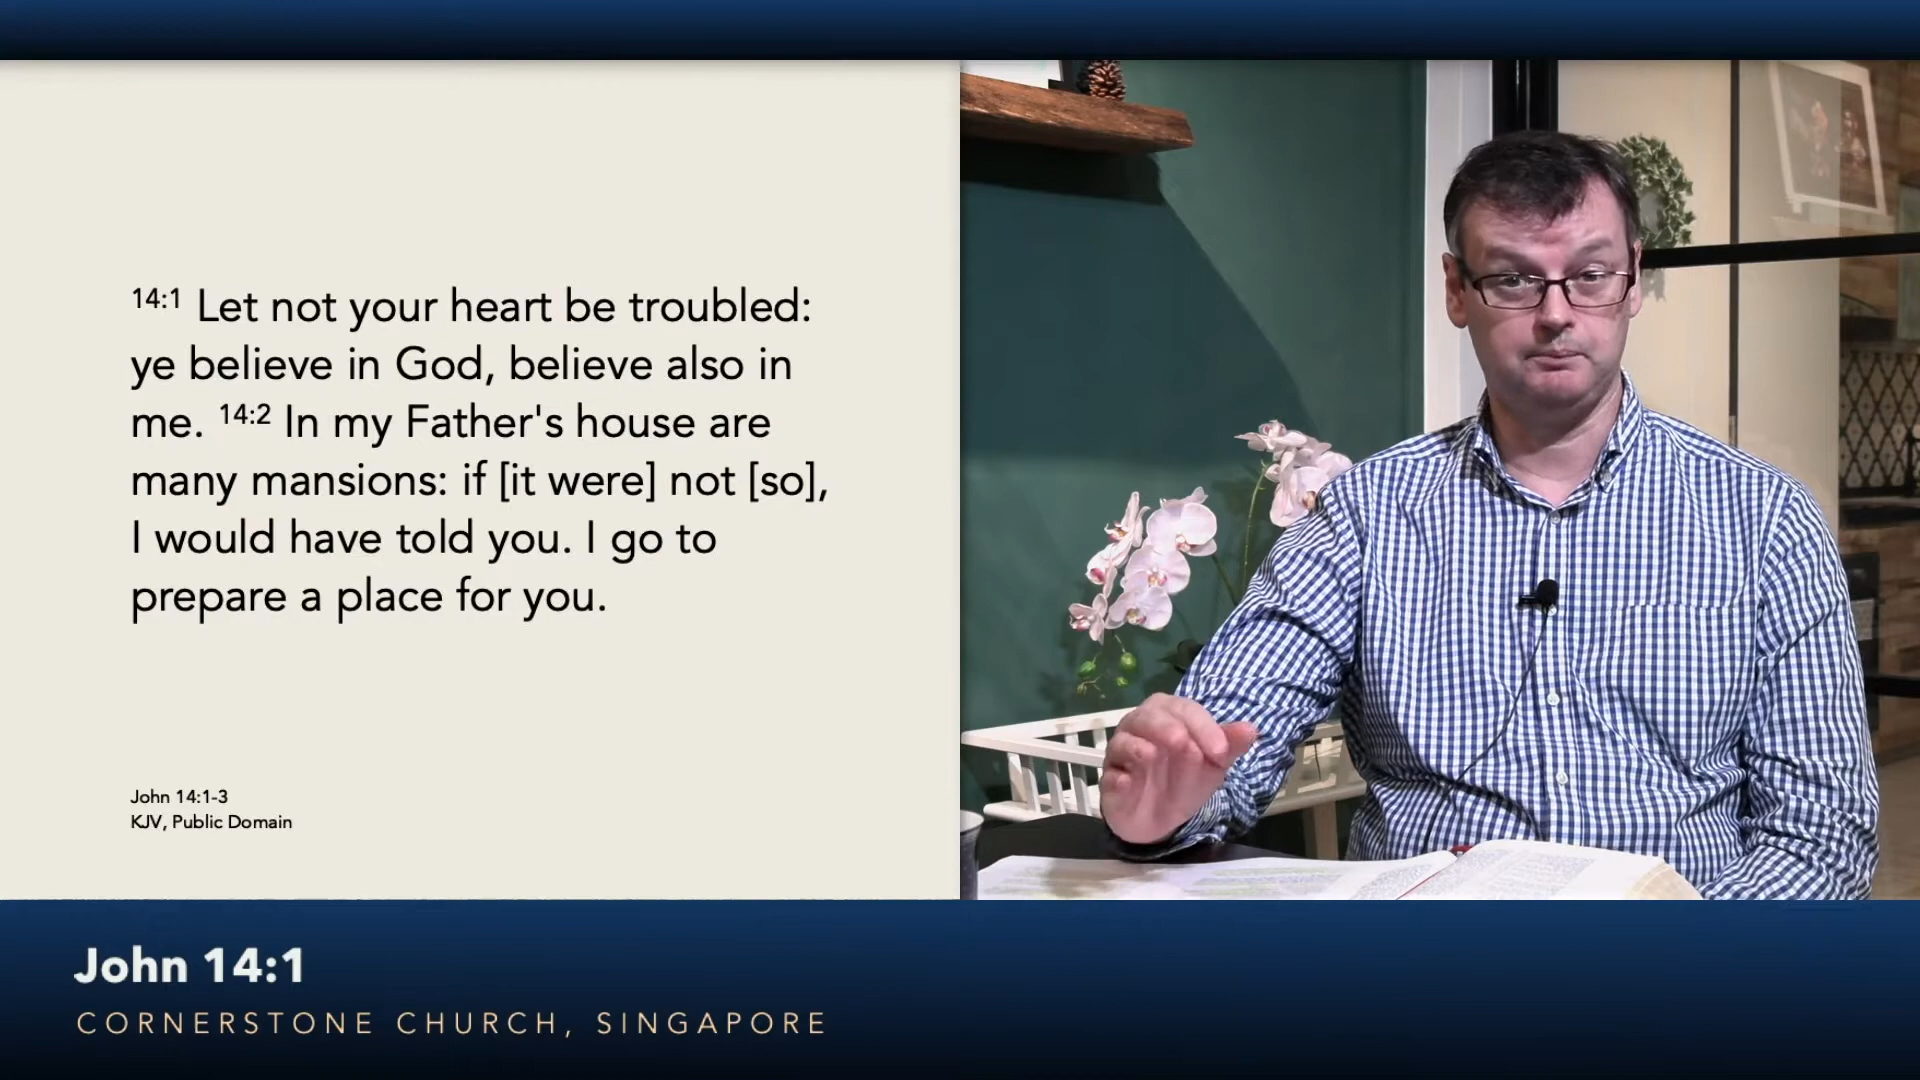 14:1 Let not your heart be troubled:
ye believe in God, believe also in
me. 14:2 In my Father's house are
many mansions: if [it were] not [so],
I would have told you. I go to
prepare a place for you.
John 14:1-3
KJV, Public Domain
John 14:1
CORNERSTONE CHURCH, SINGAPORE